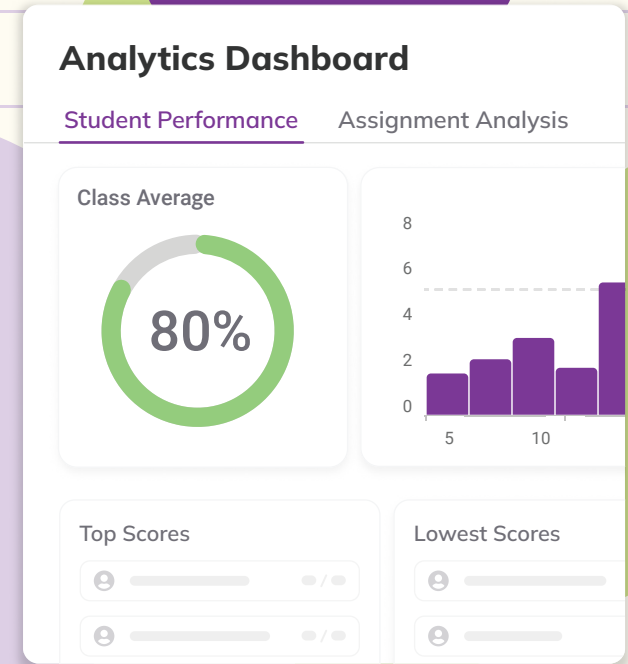 Analytics Dashboard
Student Performance Assignment Analysis
Class Average
80%
8
6
4
2
0
5 10
Top Scores
Lowest Scores
/
/